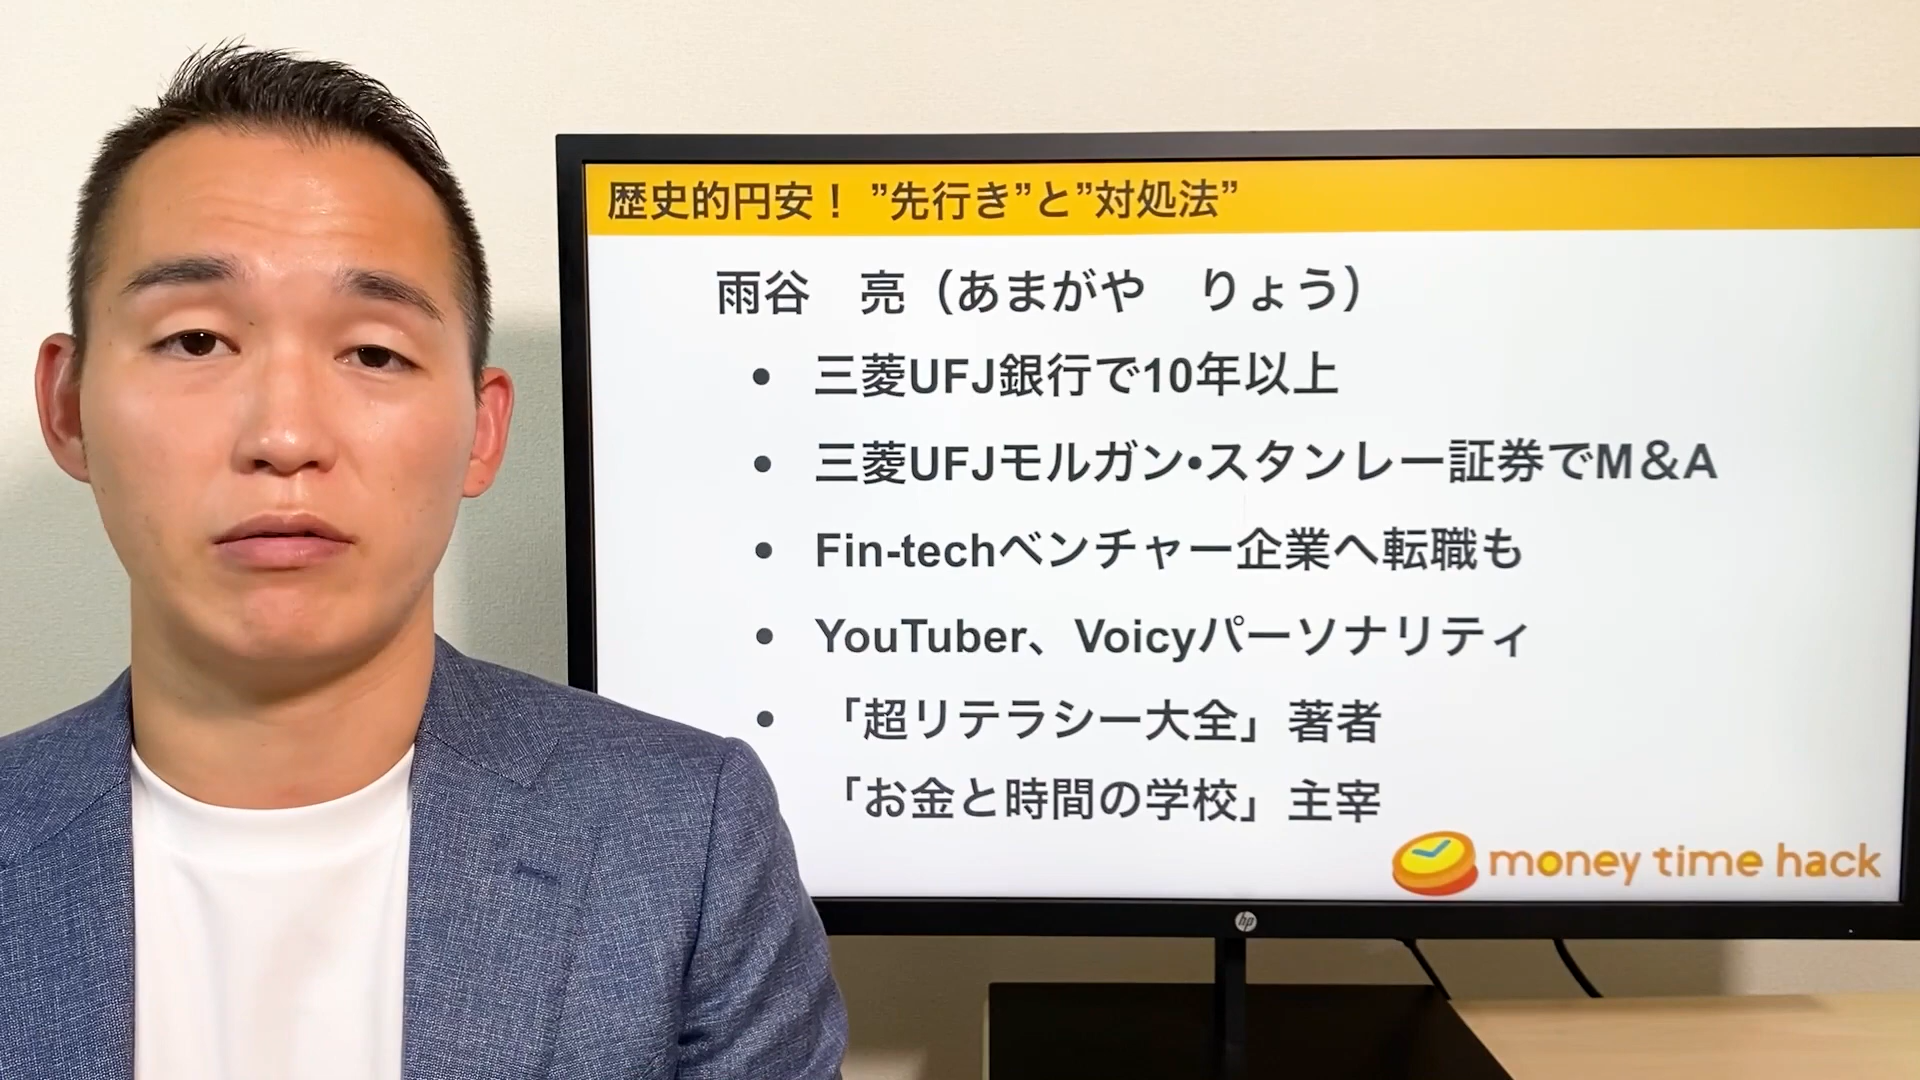 歴史的円安！ ”先行き”と”対処法”
雨谷　亮（あまがや　りょう）
• 三菱UFJ銀行で10年以上
• 三菱UFJモルガン・スタンレー証券でM＆A
• Fin-techベンチャー企業へ転職も
• YouTuber、Voicyパーソナリティ
• 「超リテラシー大全」著者
「お金と時間の学校」主宰
money time hack
hp